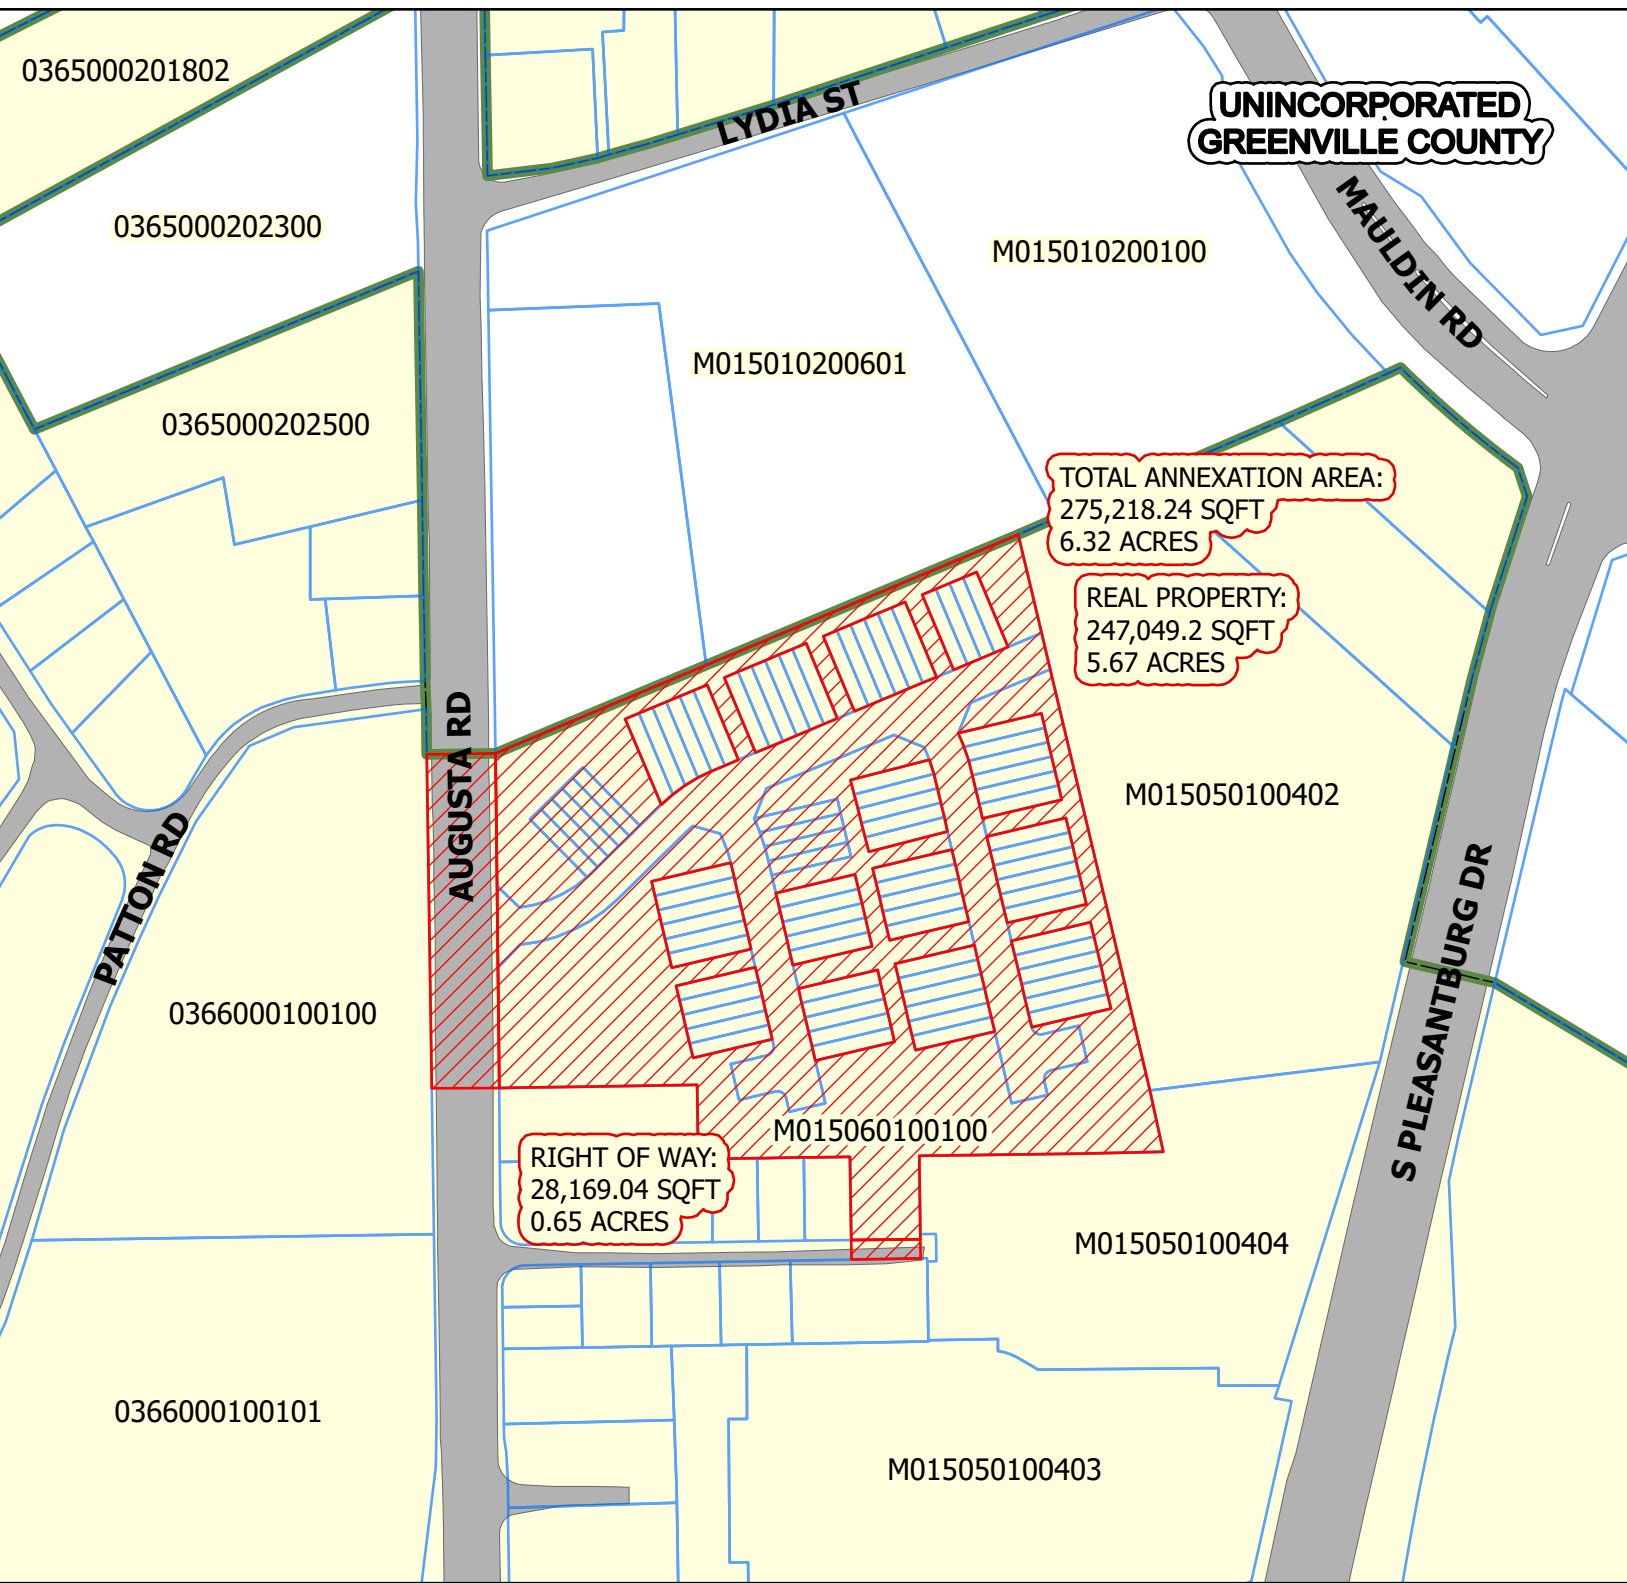 0365000201802
LYDIA ST
UNINCORPORATED
GREENVILLE COUNTY
0365000202300
M015010200100
MAULDIN RD
M015010200601
0365000202500
TOTAL ANNEXATION AREA:
275,218.24 SQFT
6.32 ACRES
REAL PROPERTY:
247,049.2 SQFT
5.67 ACRES
AUGUSTA RD
M015050100402
PATTON RD
S PLEASANTBURG DR
0366000100100
M015060100100
RIGHT OF WAY:
28,169.04 SQFT
0.65 ACRES
M015050100404
0366000100101
M015050100403